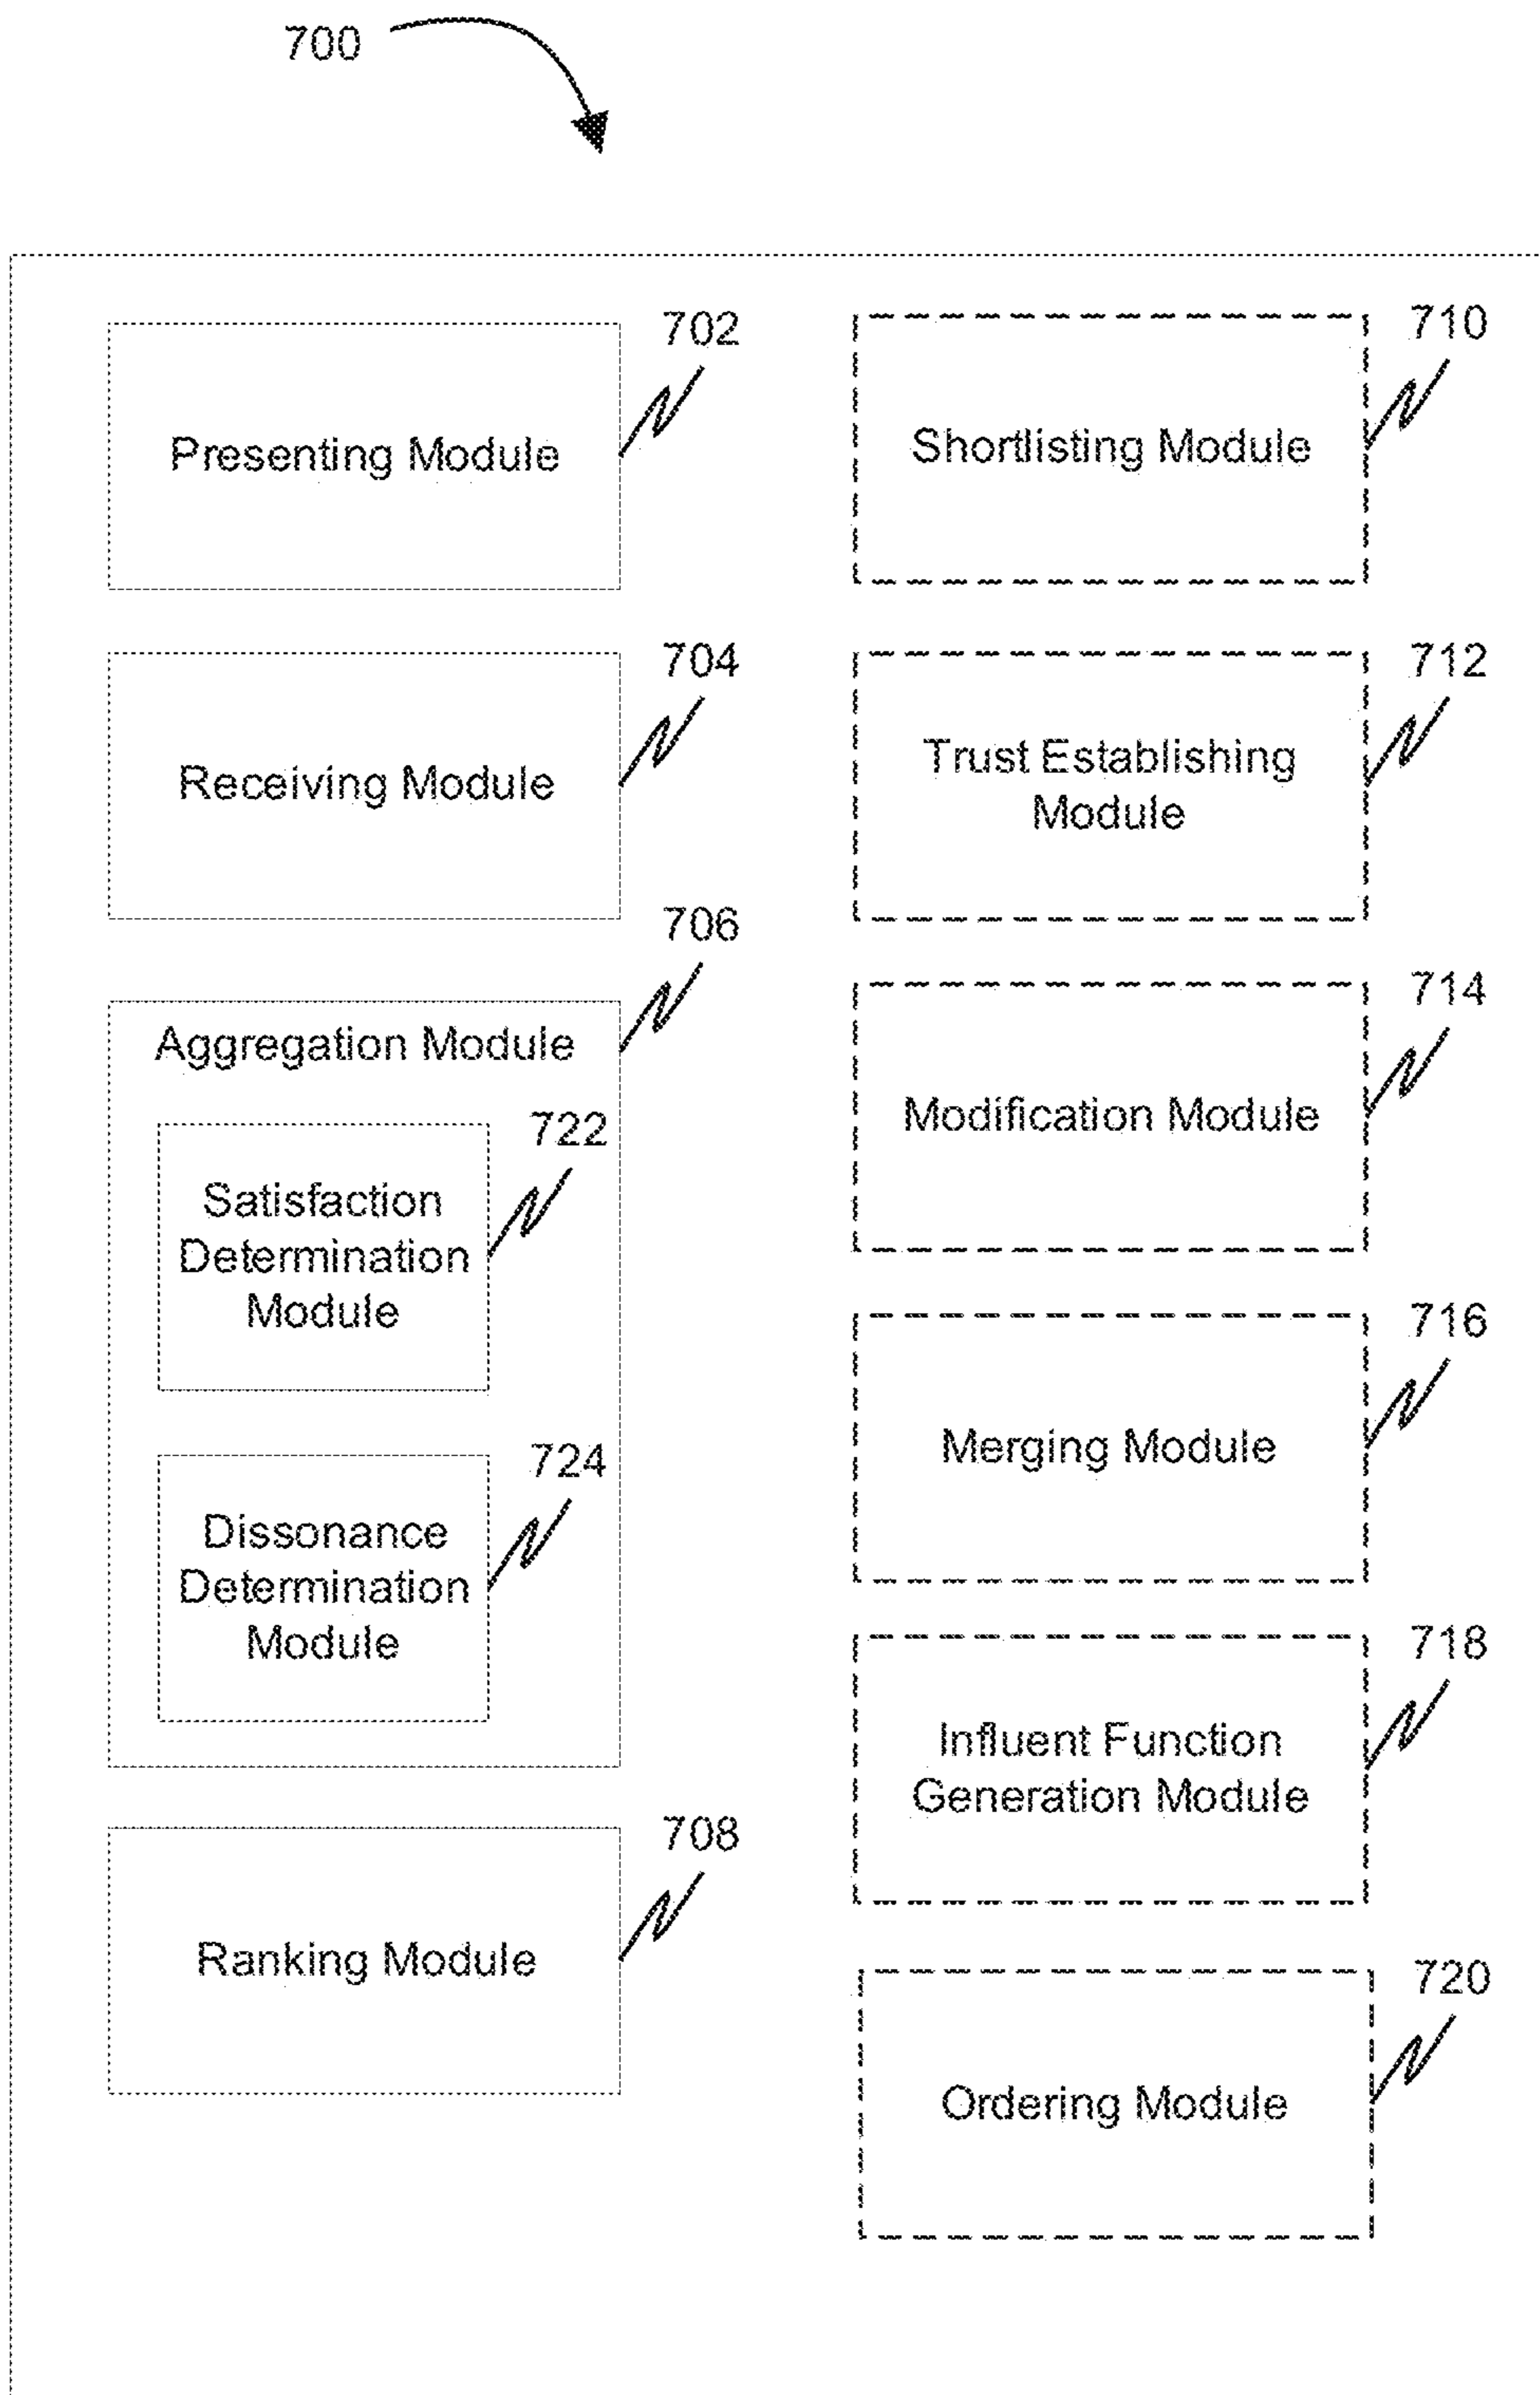 700
702
Presenting Module
704
Receiving Module
706
Aggregation Module
722
Satisfaction
Determination
Module
724
Dissonance
Determination
Module
708
Ranking Module
710
Shortlisting Module
712
Trust Establishing
Module
714
Modification Module
716
Merging Module
718
Influent Function
Generation Module
720
Ordering Module